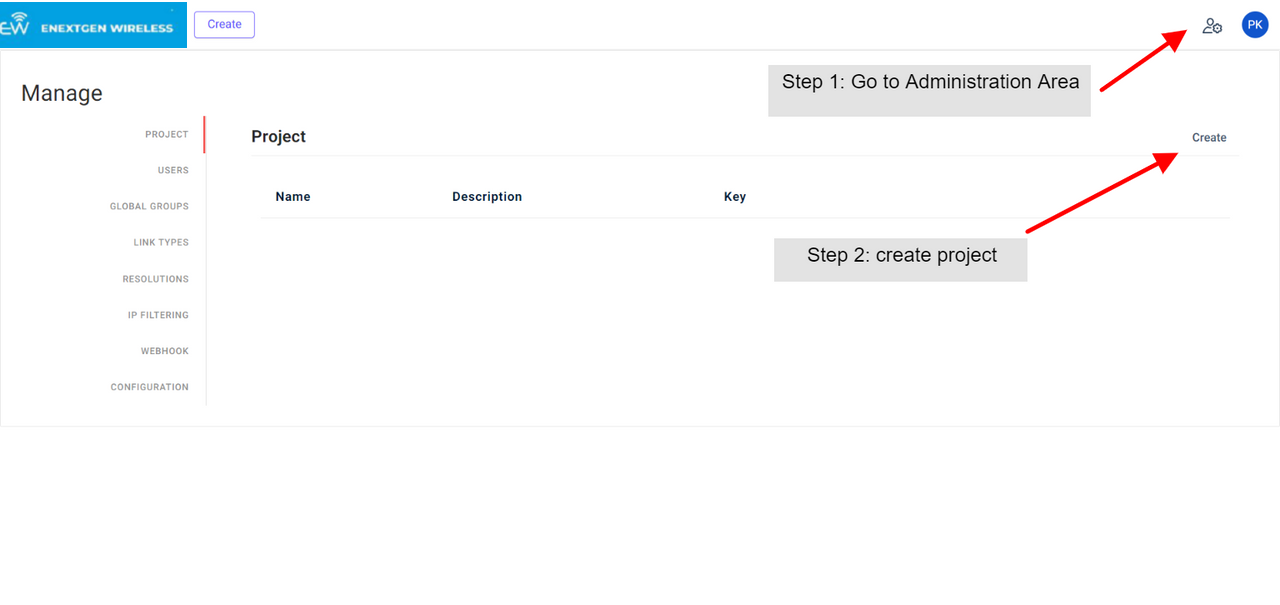 EW ENEXTGEN WIRELESS
Create
PK
Step 1: Go to Administration Area
Manage
PROJECT
USERS
GLOBAL GROUPS
LINK TYPES
RESOLUTIONS
IP FILTERING
WEBHOOK
CONFIGURATION
Project
Create
Name Description Key
Step 2: create project